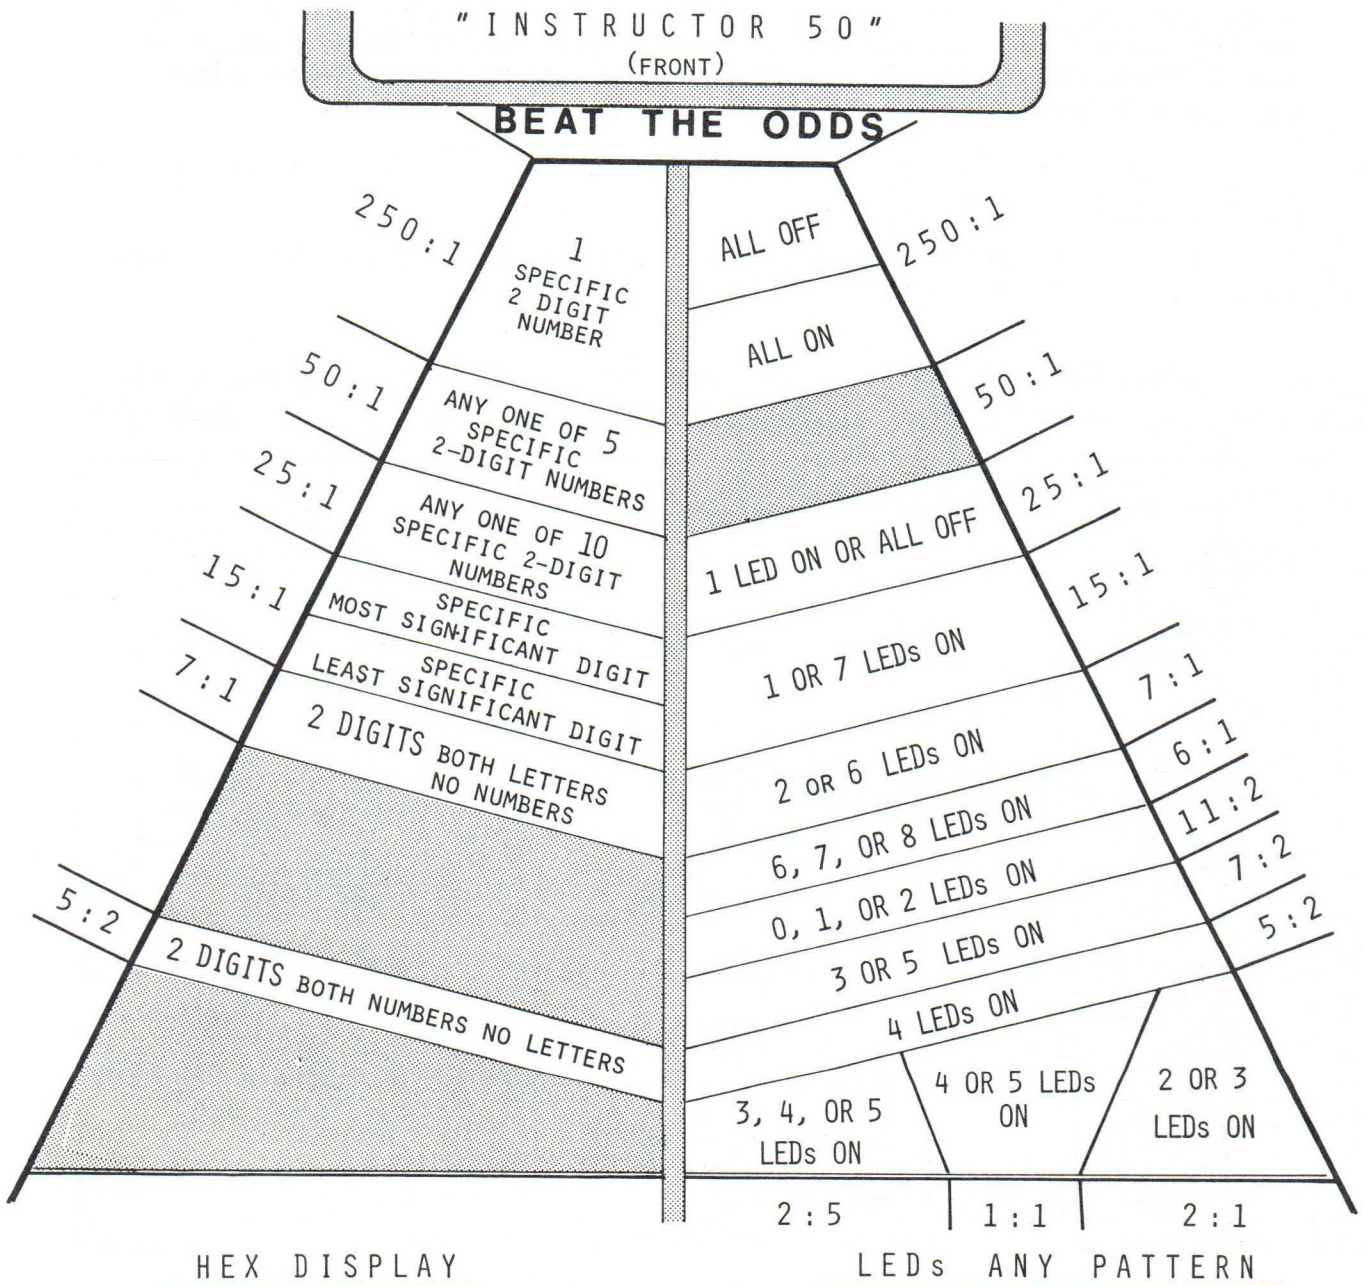 "INSTRUCTOR 50"
(FRONT)
BEAT THE ODDS
250:1
50:1
25:1
15:1
7:1
5:2
1
SPECIFIC
2 DIGIT
NUMBER
ANY ONE OF 5
SPECIFIC
2-DIGIT NUMBERS
ANY ONE OF 10
SPECIFIC 2-DIGIT
NUMBERS
SPECIFIC
MOST SIGNIFICANT DIGIT
SPECIFIC
LEAST SIGNIFICANT DIGIT
2 DIGITS BOTH LETTERS
NO NUMBERS
2 DIGITS BOTH NUMBERS NO LETTERS
ALL OFF
ALL ON
1 LED ON OR ALL OFF
1 OR 7 LEDs ON
2 OR 6 LEDs ON
6, 7, OR 8 LEDs ON
0, 1, OR 2 LEDs ON
3 OR 5 LEDs ON
4 LEDs ON
3, 4, OR 5
LEDs ON
4 OR 5 LEDs
ON
2 OR 3
LEDs ON
250:1
50:1
25:1
15:1
7:1
6:1
11:2
7:2
5:2
2:5
1:1
2:1
HEX DISPLAY
LEDs ANY PATTERN